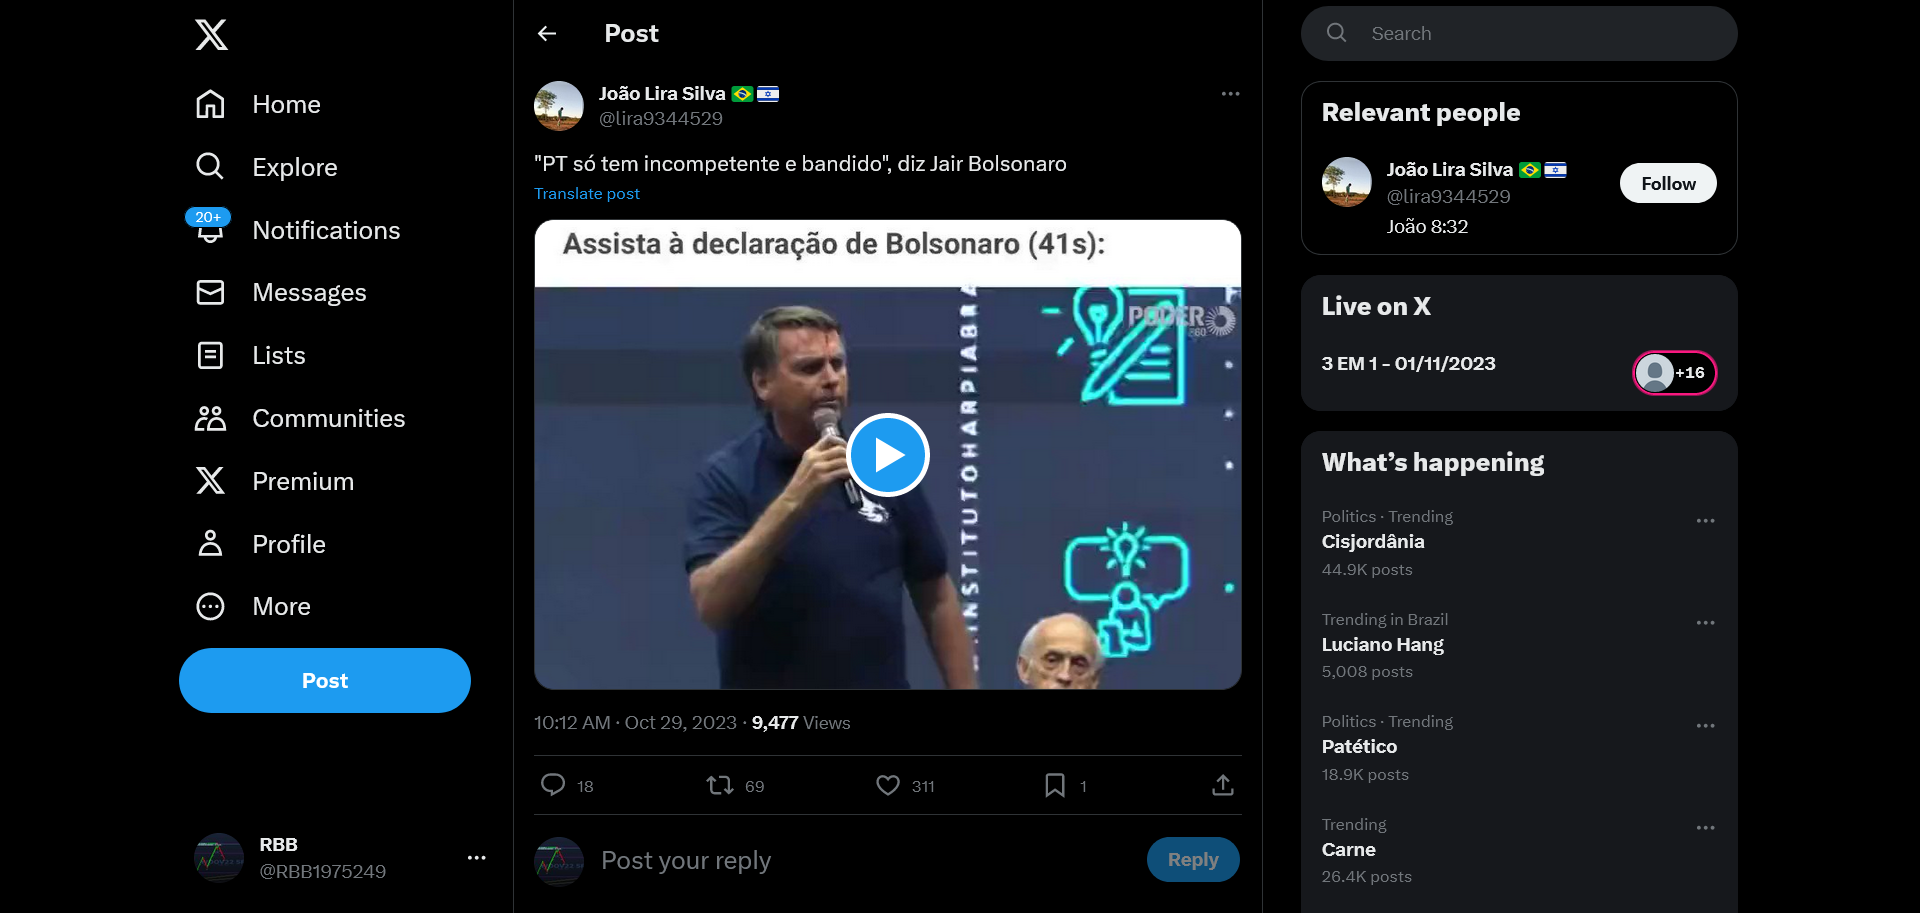 Home
Explore
20+
Notifications
Messages
Lists
Communities
Premium
Profile
More
Post
RBB
@RBB1975249
Post
João Lira Silva
@lira9344529
"PT só tem incompetente e bandido", diz Jair Bolsonaro
Translate post
Assista à declaração de Bolsonaro (41s):
PODER
360
INSTITUTOHARPIABRA
10:12 AM · Oct 29, 2023 · 9,477 Views
18
69
311
1
Post your reply
Reply
Search
Relevant people
João Lira Silva
@lira9344529
Follow
João 8:32
Live on X
3 EM 1 - 01/11/2023
+16
What's happening
Politics · Trending
Cisjordânia
44.9K posts
Trending in Brazil
Luciano Hang
5,008 posts
Politics · Trending
Patético
18.9K posts
Trending
Carne
26.4K posts